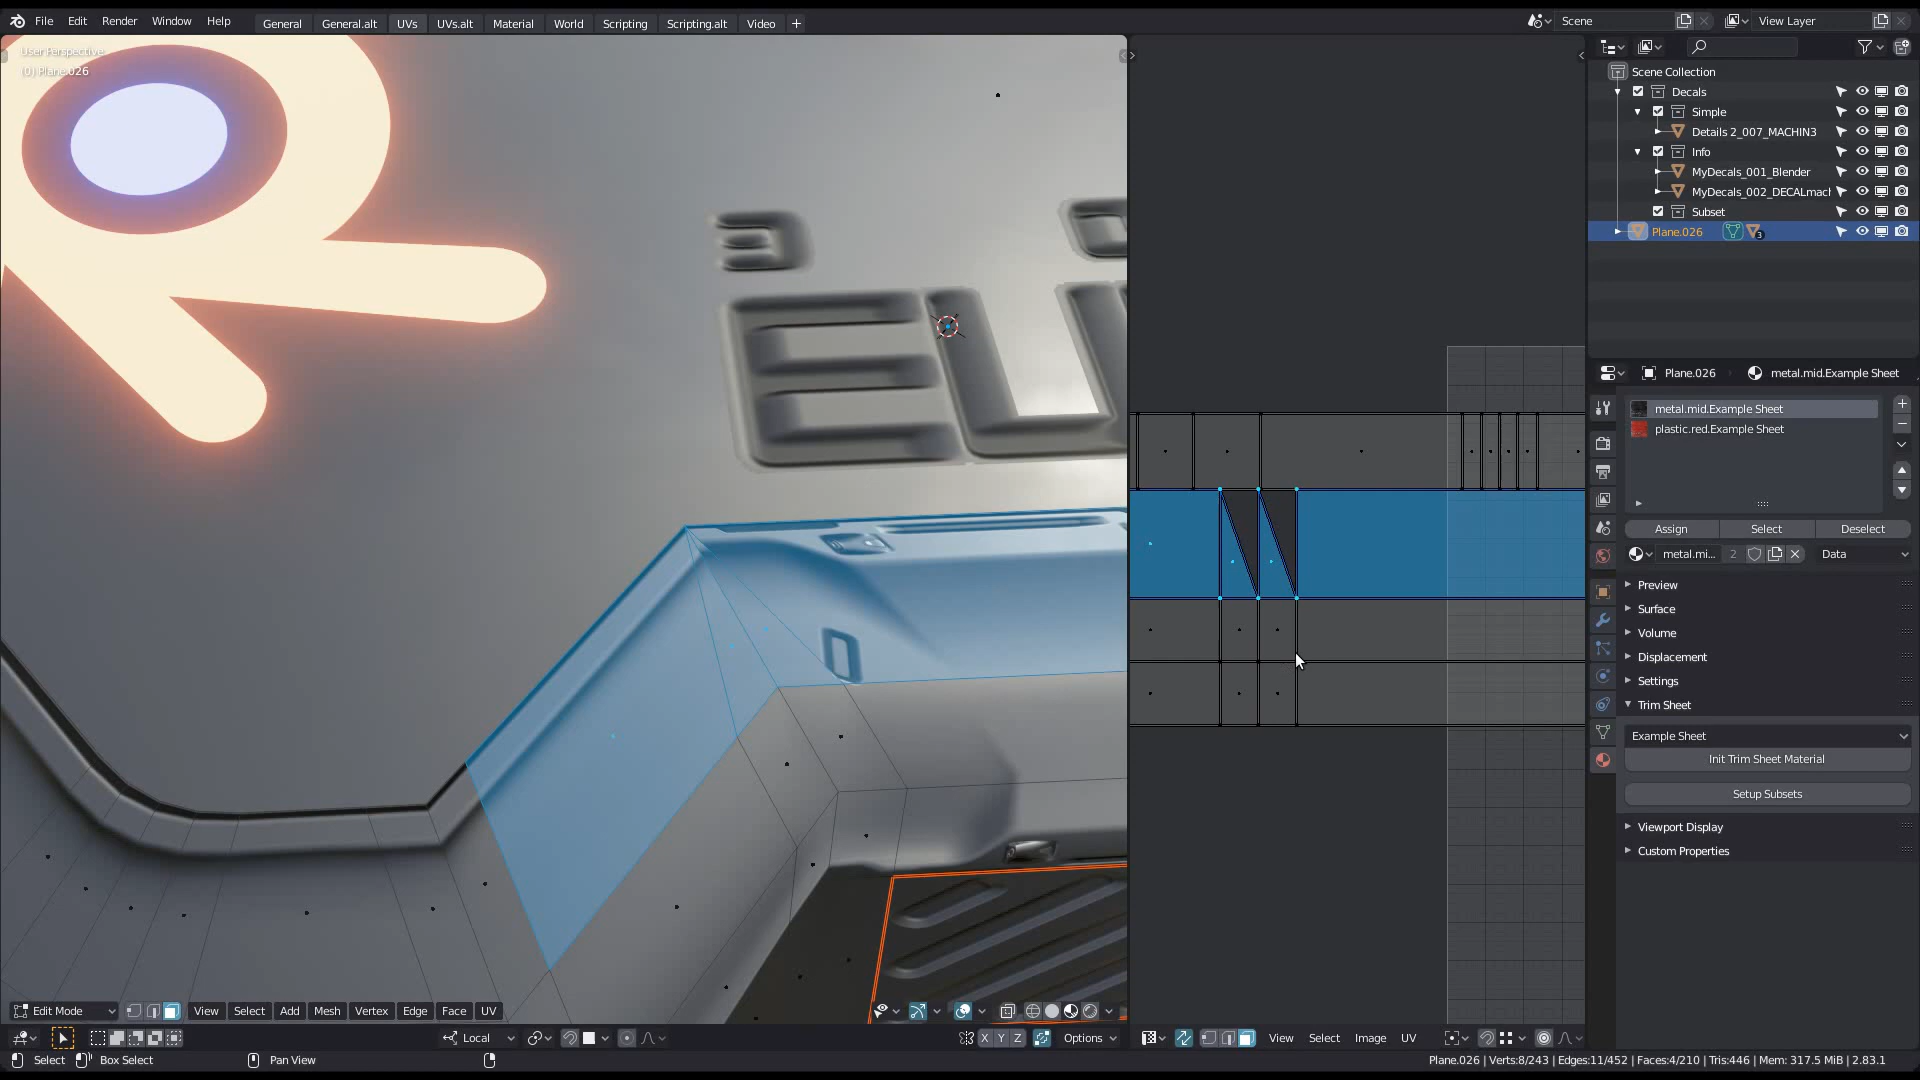 File Edit Render Window Help
General General.alt UVs UVs.alt Material World Scripting Scripting.alt Video +
Scene
View Layer
User Perspective
(0) Plane.026
Scene Collection
Decals
Simple
Details 2_007_MACHIN3
Info
MyDecals_001_Blender
MyDecals_002_DECALmach
Subset
Plane.026
3
Plane.026
metal.mid.Example Sheet
metal.mid.Example Sheet
plastic.red.Example Sheet
Assign Select Deselect
metal.mi... 2
Data
Preview
Surface
Volume
Displacement
Settings
Trim Sheet
Example Sheet
Init Trim Sheet Material
Setup Subsets
Viewport Display
Custom Properties
Edit Mode View Select Add Mesh Vertex Edge Face UV
Local
X Y Z
Options
View Select Image UV
Select Box Select Pan View
Plane.026 | Verts:8/243 | Edges:11/452 | Faces:4/210 | Tris:446 | Mem: 317.5 MiB | 2.83.1